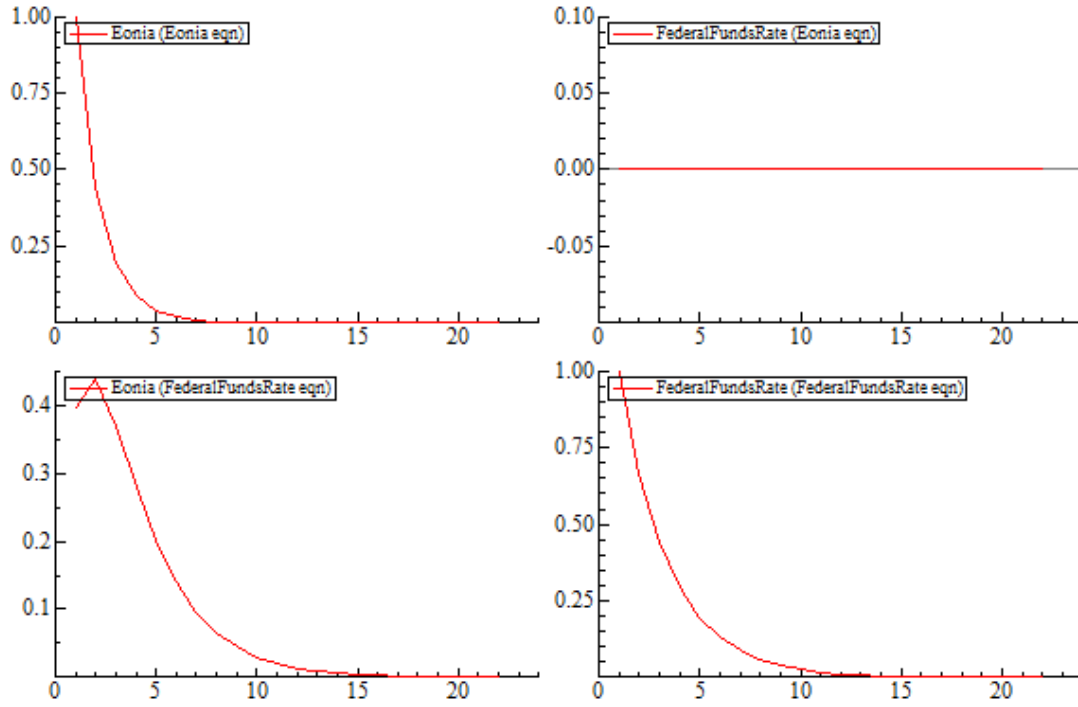 Eonia (Eonia eqn)
1.00
0.75
0.50
0.25
0 5 10 15 20
FederalFundsRate (Eonia eqn)
0.10
0.05
0.00
-0.05
0 5 10 15 20
Eonia (FederalFundsRate eqn)
0.4
0.3
0.2
0.1
0 5 10 15 20
FederalFundsRate (FederalFundsRate eqn)
1.00
0.75
0.50
0.25
0 5 10 15 20